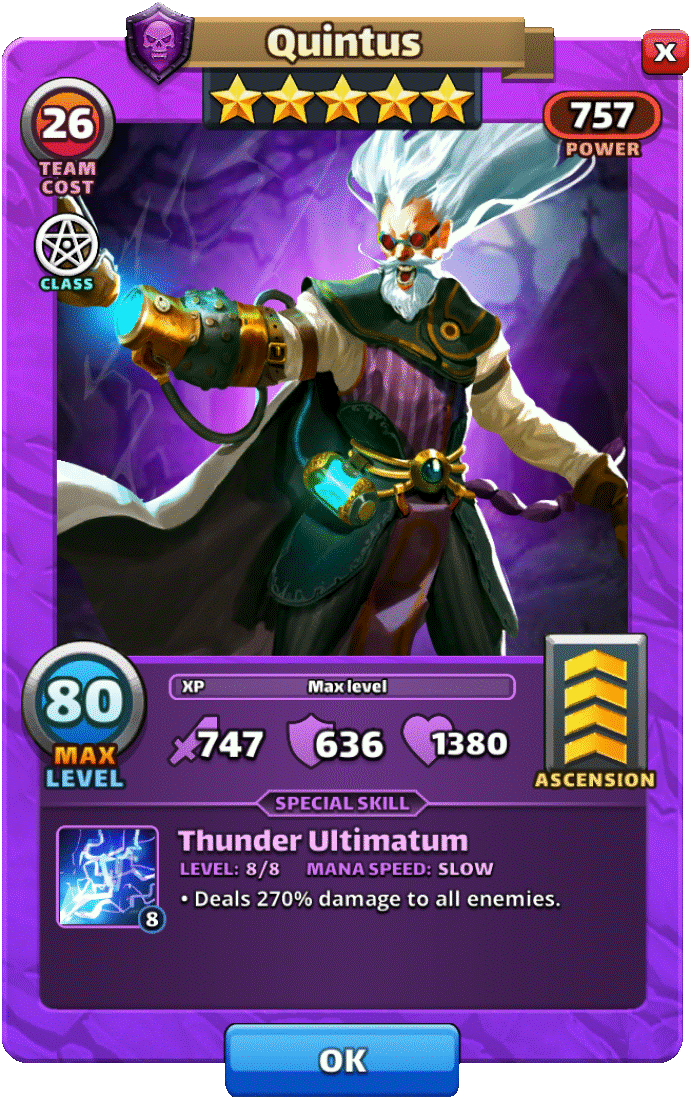 Quintus
X
26
TEAM
COST
757
POWER
CLASS
80
MAX
LEVEL
XP Max level
747 636 1380
ASCENSION
SPECIAL SKILL
Thunder Ultimatum
LEVEL: 8/8 MANA SPEED: SLOW
8
• Deals 270% damage to all enemies.
OK